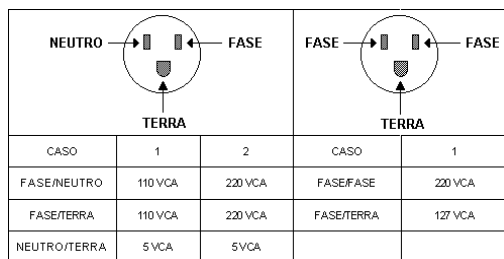 NEUTRO FASE FASE FASE
TERRA TERRA
CASO 1 2 CASO 1
FASE/NEUTRO 110 VCA 220 VCA FASE/FASE 220 VCA
FASE/TERRA 110 VCA 220 VCA FASE/TERRA 127 VCA
NEUTRO/TERRA 5 VCA 5 VCA